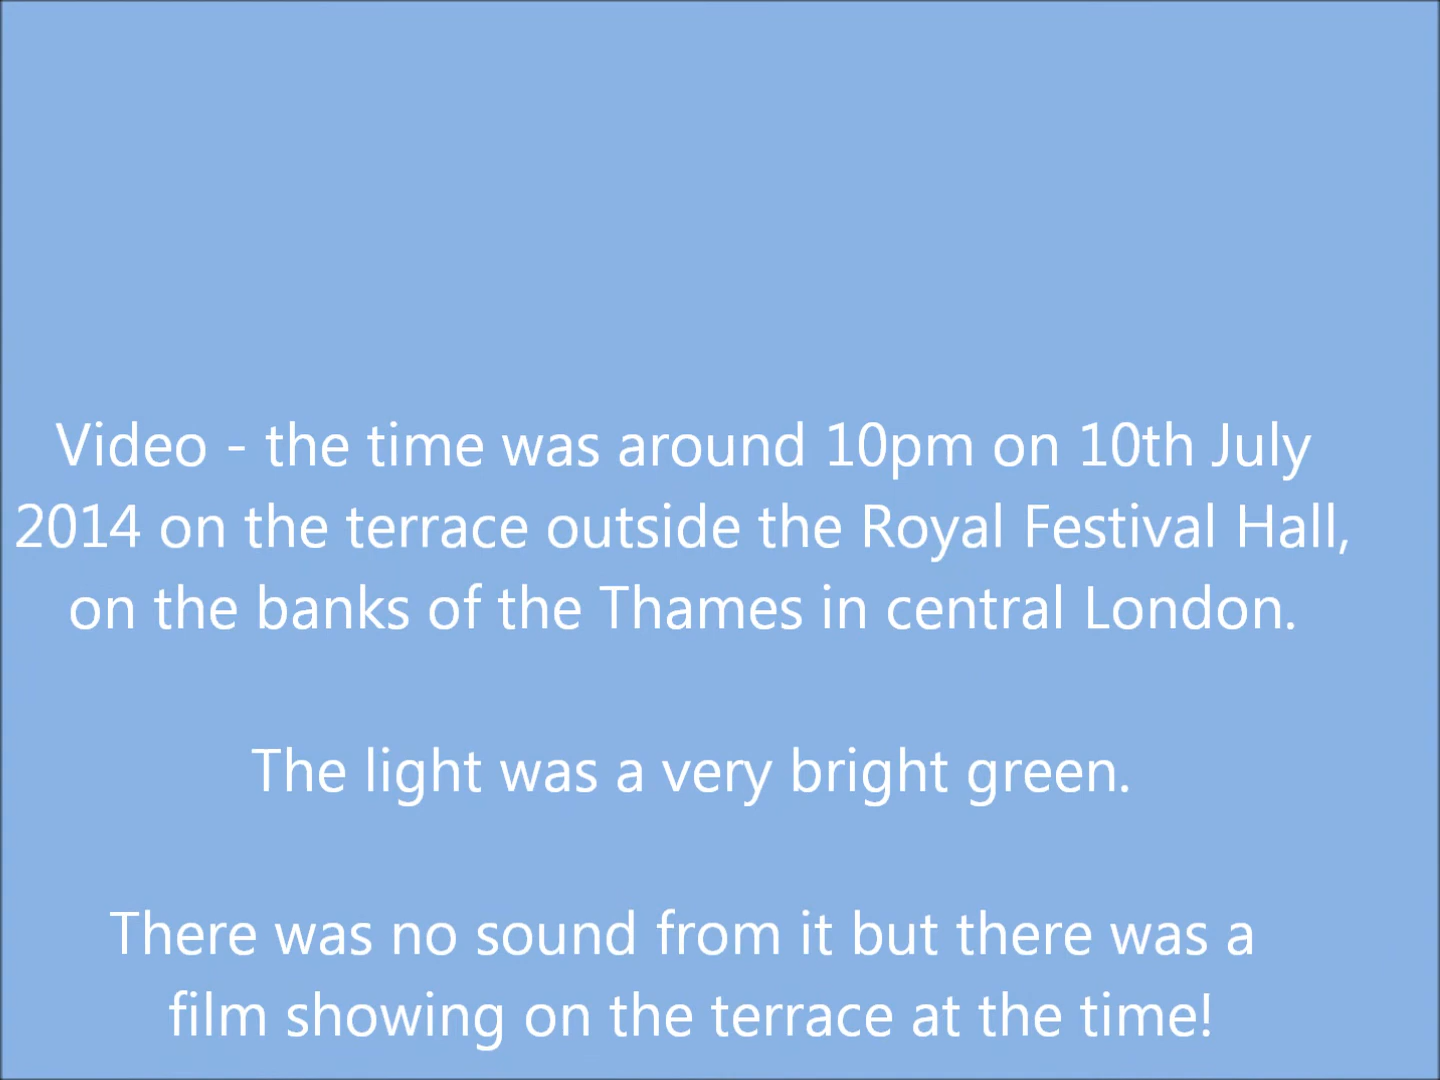 Video - the time was around 10pm on 10th July
2014 on the terrace outside the Royal Festival Hall,
on the banks of the Thames in central London.
The light was a very bright green.
There was no sound from it but there was a
film showing on the terrace at the time!